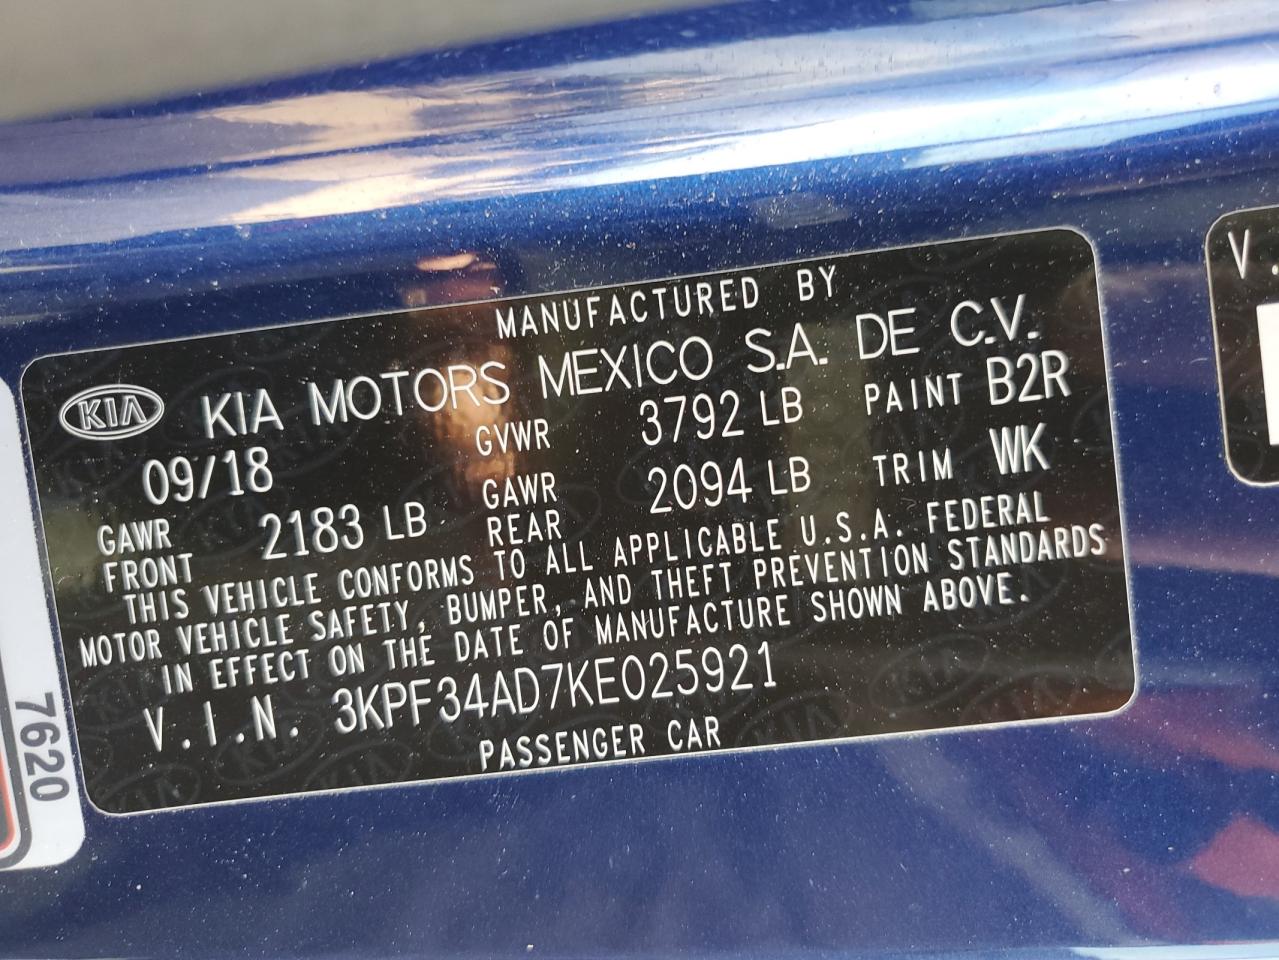 MANUFACTURED BY
KIA KIA MOTORS MEXICO S.A. DE C.V.
09/18 GVWR 3792 LB PAINT B2R
GAWR FRONT 2183 LB GAWR REAR 2094 LB TRIM WK
THIS VEHICLE CONFORMS TO ALL APPLICABLE U.S.A. FEDERAL
MOTOR VEHICLE SAFETY, BUMPER, AND THEFT PREVENTION STANDARDS
IN EFFECT ON THE DATE OF MANUFACTURE SHOWN ABOVE.
V.I.N. 3KPF34AD7KE025921
PASSENGER CAR
7620
V.